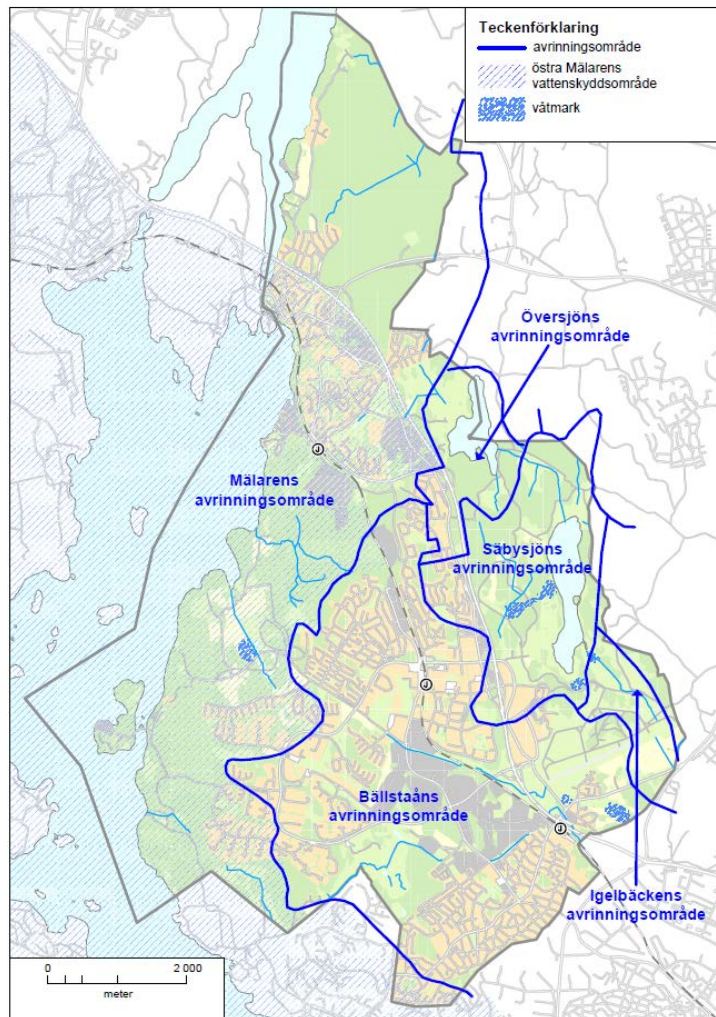 Teckenförklaring
avrinningsområde
östra Mälarens
vattenskyddsområde
våtmark
Översjöns
avrinningsområde
Mälarens
avrinningsområde
Säbysjöns
avrinningsområde
Bällstaåns
avrinningsområde
Igelbäckens
avrinningsområde
J
J
J
0 2 000
meter